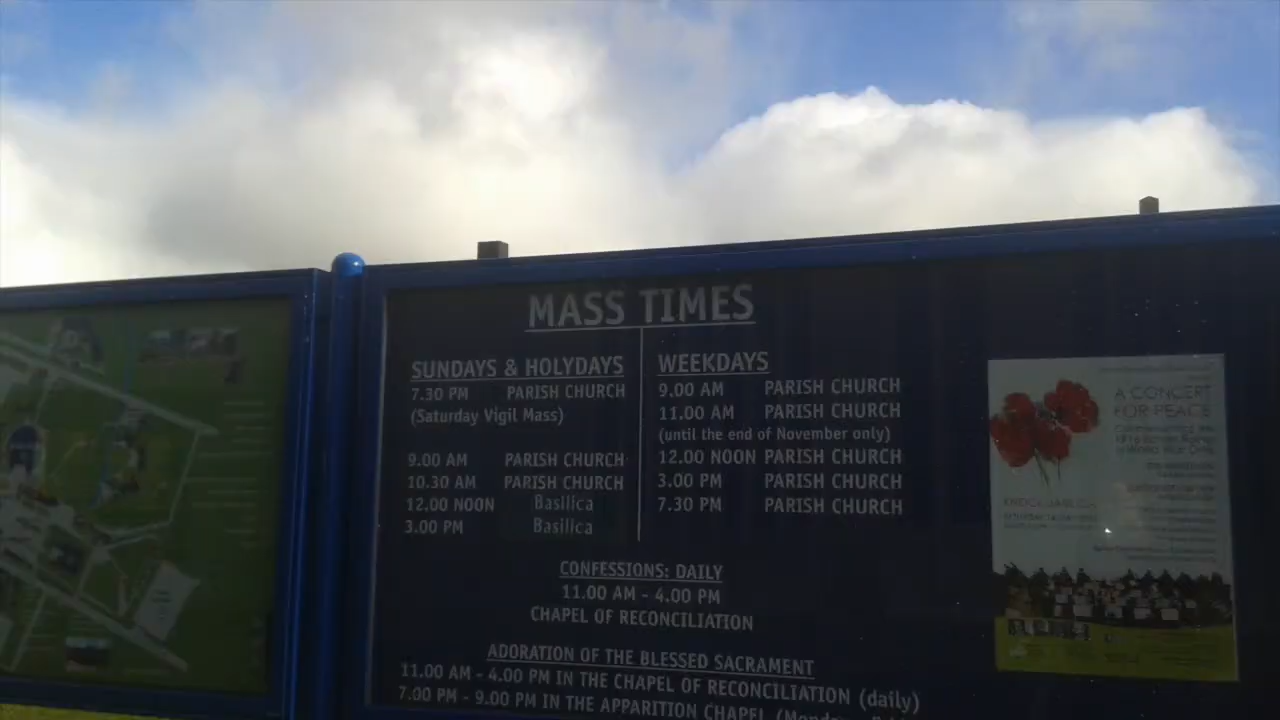 MASS TIMES
SUNDAYS & HOLYDAYS
7.30 PM PARISH CHURCH
(Saturday Vigil Mass)
9.00 AM PARISH CHURCH
10.30 AM PARISH CHURCH
12.00 NOON Basilica
3.00 PM Basilica
WEEKDAYS
9.00 AM PARISH CHURCH
11.00 AM PARISH CHURCH
(until the end of November only)
12.00 NOON PARISH CHURCH
3.00 PM PARISH CHURCH
7.30 PM PARISH CHURCH
CONFESSIONS: DAILY
11.00 AM - 4.00 PM
CHAPEL OF RECONCILIATION
ADORATION OF THE BLESSED SACRAMENT
11.00 AM - 4.00 PM IN THE CHAPEL OF RECONCILIATION (daily)
7.00 PM - 9.00 PM IN THE APPARITION CHAPEL
A CONCERT
FOR PEACE